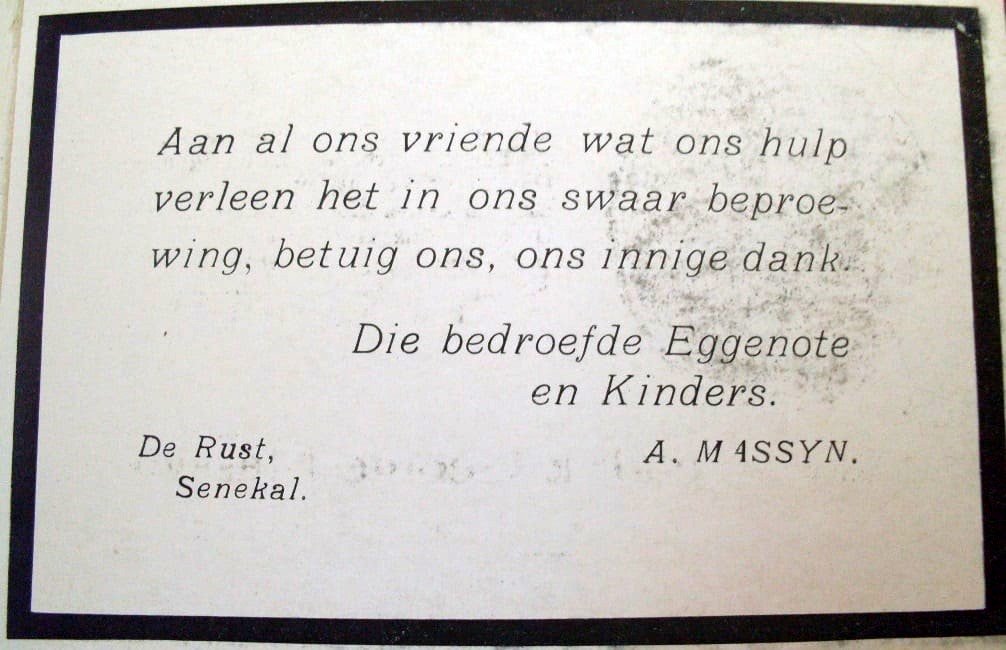 Aan al ons vriende wat ons hulp
verleen het in ons swaar beproe-
wing, betuig ons, ons innige dank.
Die bedroefde Eggenote
en Kinders.
De Rust,
Senekal.
A. MASSYN.